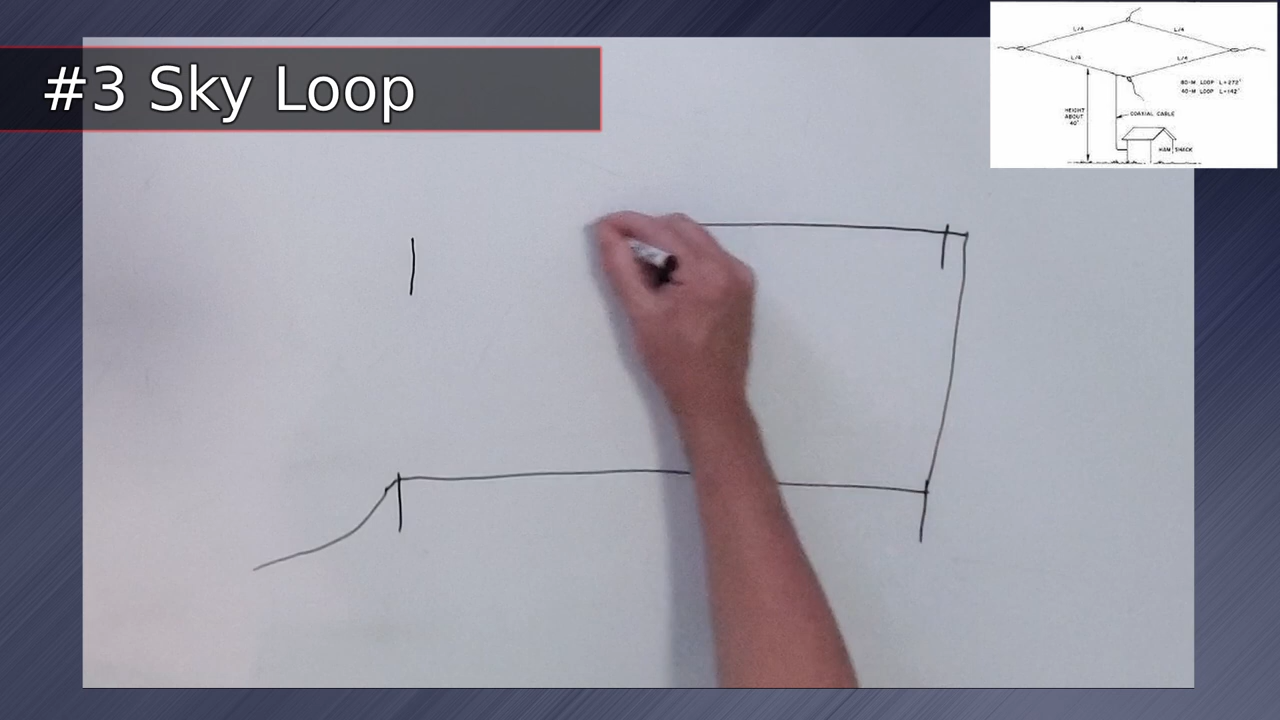 #3 Sky Loop
L/4
L/4
L/4
L/4
80-M LOOP L=272'
40-M LOOP L=142'
HEIGHT
ABOUT
40'
COAXIAL CABLE
HAM SHACK